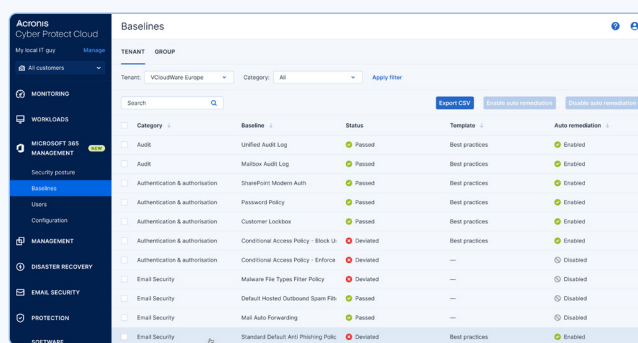 Acronis
Cyber Protect Cloud
My local IT guy Manage
All customers
MONITORING
WORKLOADS
MICROSOFT 365 MANAGEMENT NEW
Security posture
Baselines
Users
Configuration
MANAGEMENT
DISASTER RECOVERY
EMAIL SECURITY
PROTECTION
SOFTWARE
Baselines
TENANT GROUP
Tenant: VCloudWare Europe Category: All Apply filter
Search Export CSV Enable auto remediation Disable auto remediation
Category Baseline Status Template Auto remediation
Audit Unified Audit Log Passed Best practices Enabled
Audit Mailbox Audit Log Passed Best practices Enabled
Authentication & authorisation SharePoint Modern Auth Passed Best practices Enabled
Authentication & authorisation Password Policy Passed Best practices Enabled
Authentication & authorisation Customer Lockbox Passed Best practices Enabled
Authentication & authorisation Conditional Access Policy - Block U Deviated Best practices Enabled
Authentication & authorisation Conditional Access Policy - Enforce Deviated — Disabled
Email Security Malware File Types Filter Policy Deviated — Disabled
Email Security Default Hosted Outbound Spam Filt Passed — Disabled
Email Security Mail Auto Forwarding Passed — Disabled
Email Security Standard Default Anti Phishing Polic Deviated Best practices Enabled